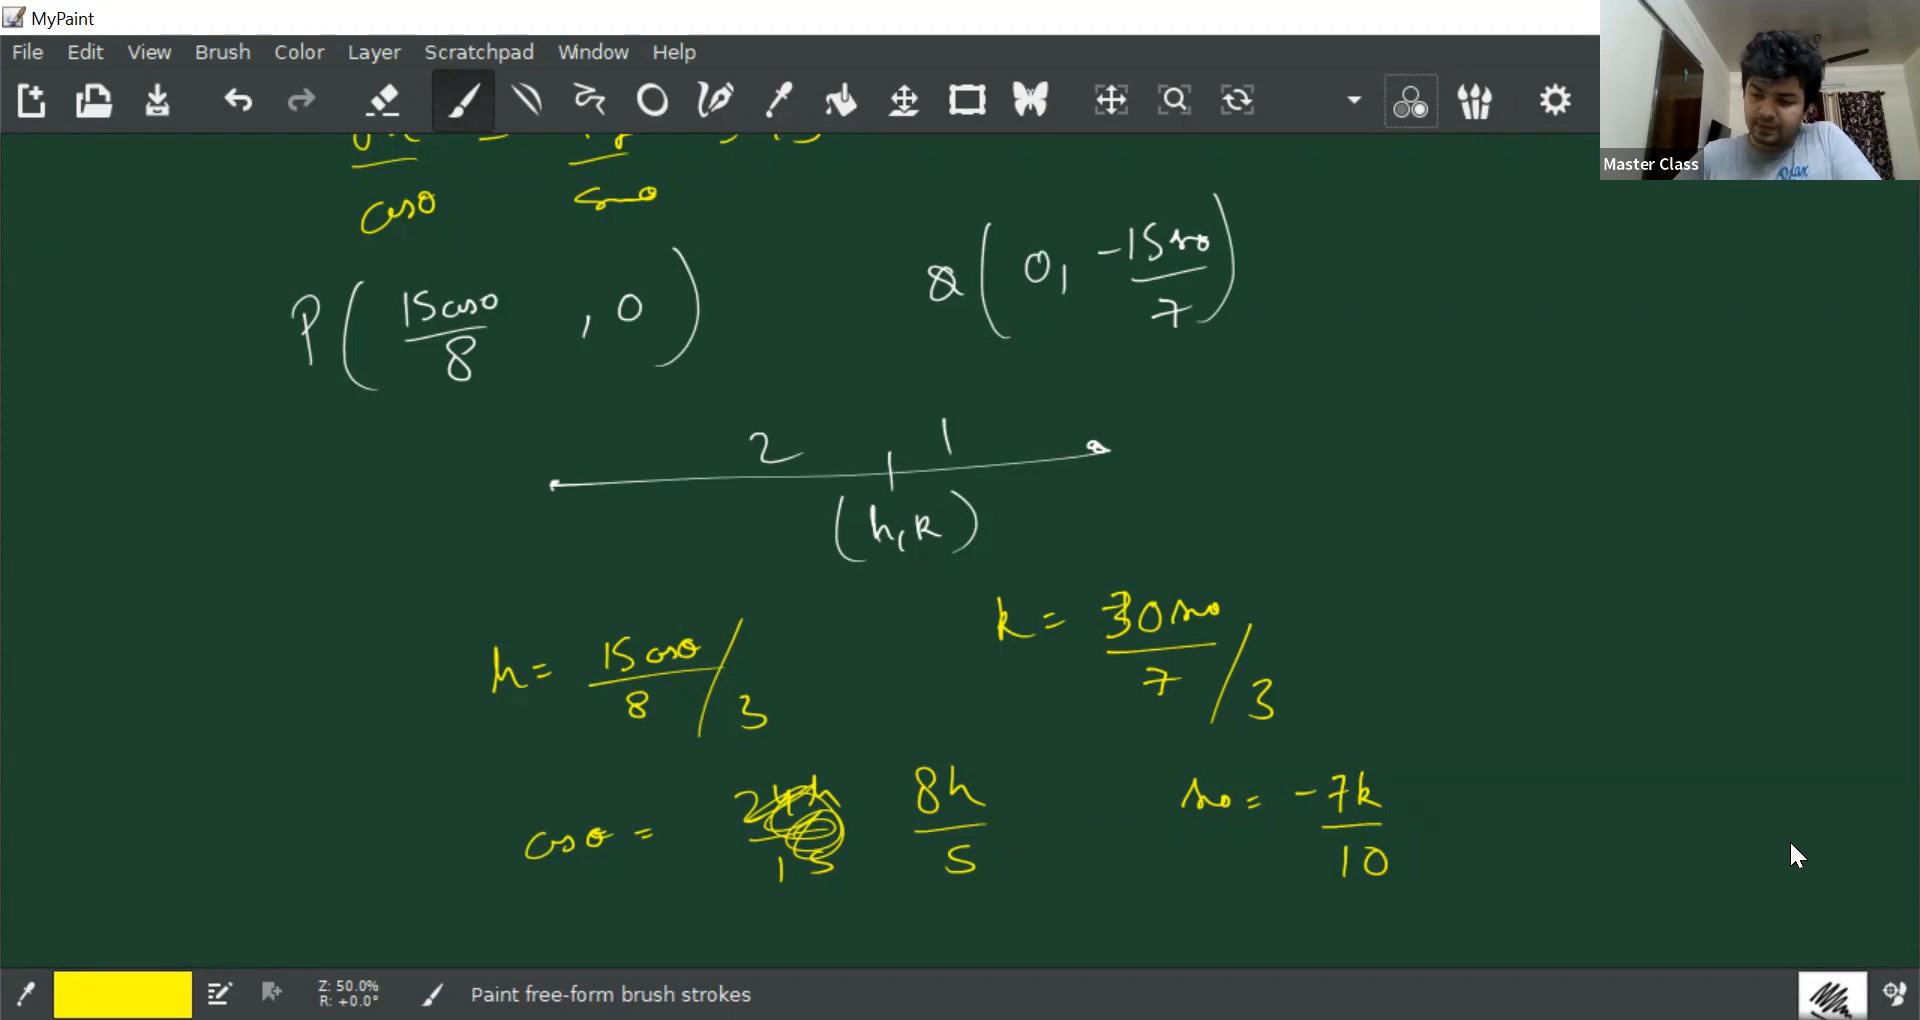 MyPaint
File Edit View Brush Color Layer Scratchpad Window Help
Master Class
cosθ sinθ
P ( 15cosθ / 8 , 0 )
Q ( 0, -15sinθ / 7 )
2 1
(h, k)
h = 15cosθ / 8 / 3
k = 30sinθ / 7 / 3
cosθ = 8h / 5
sinθ = -7k / 10
Z: 50.0%
R: +0.0°
Paint free-form brush strokes